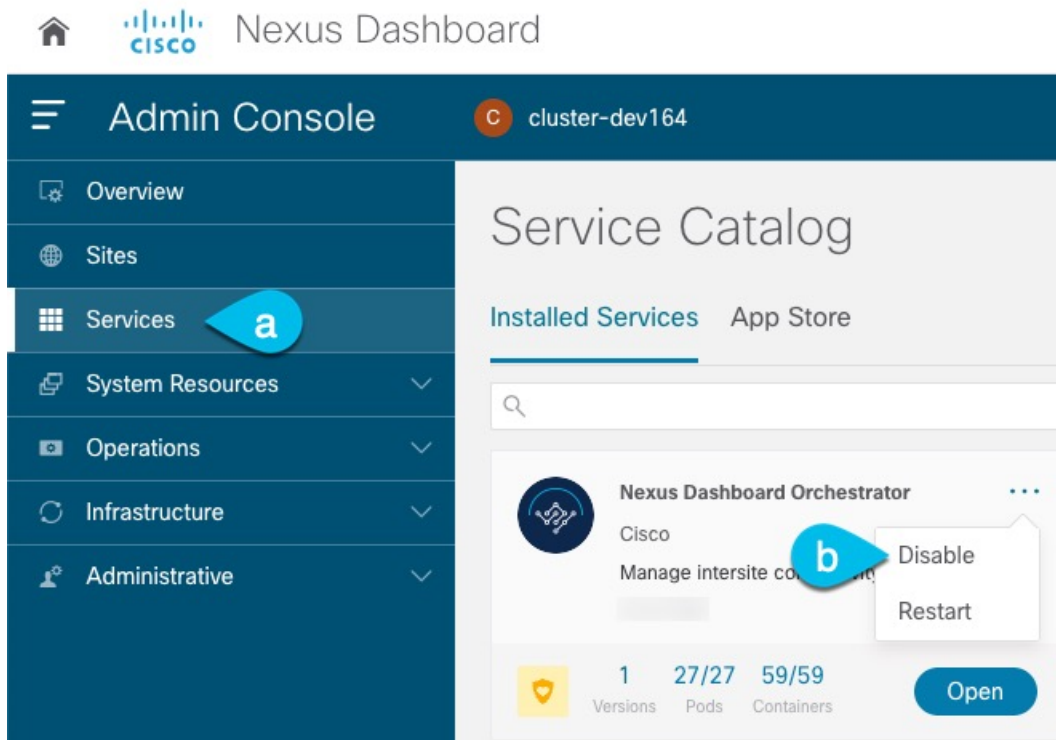 cisco Nexus Dashboard
Admin Console
C cluster-dev164
Overview
Sites
Services a
System Resources
Operations
Infrastructure
Administrative
Service Catalog
Installed Services App Store
Nexus Dashboard Orchestrator
Cisco
Manage intersite
b Disable
Restart
1 27/27 59/59
Versions Pods Containers
Open